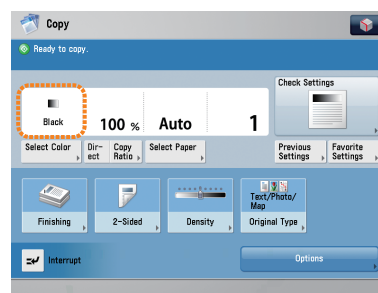 Copy
Ready to copy.
Check Settings
Black
100 %
Auto
1
Select Color
Dir-
ect
Copy
Ratio
Select Paper
Previous
Settings
Favorite
Settings
Finishing
2-Sided
Density
Text/Photo/
Map
Original Type
Interrupt
Options